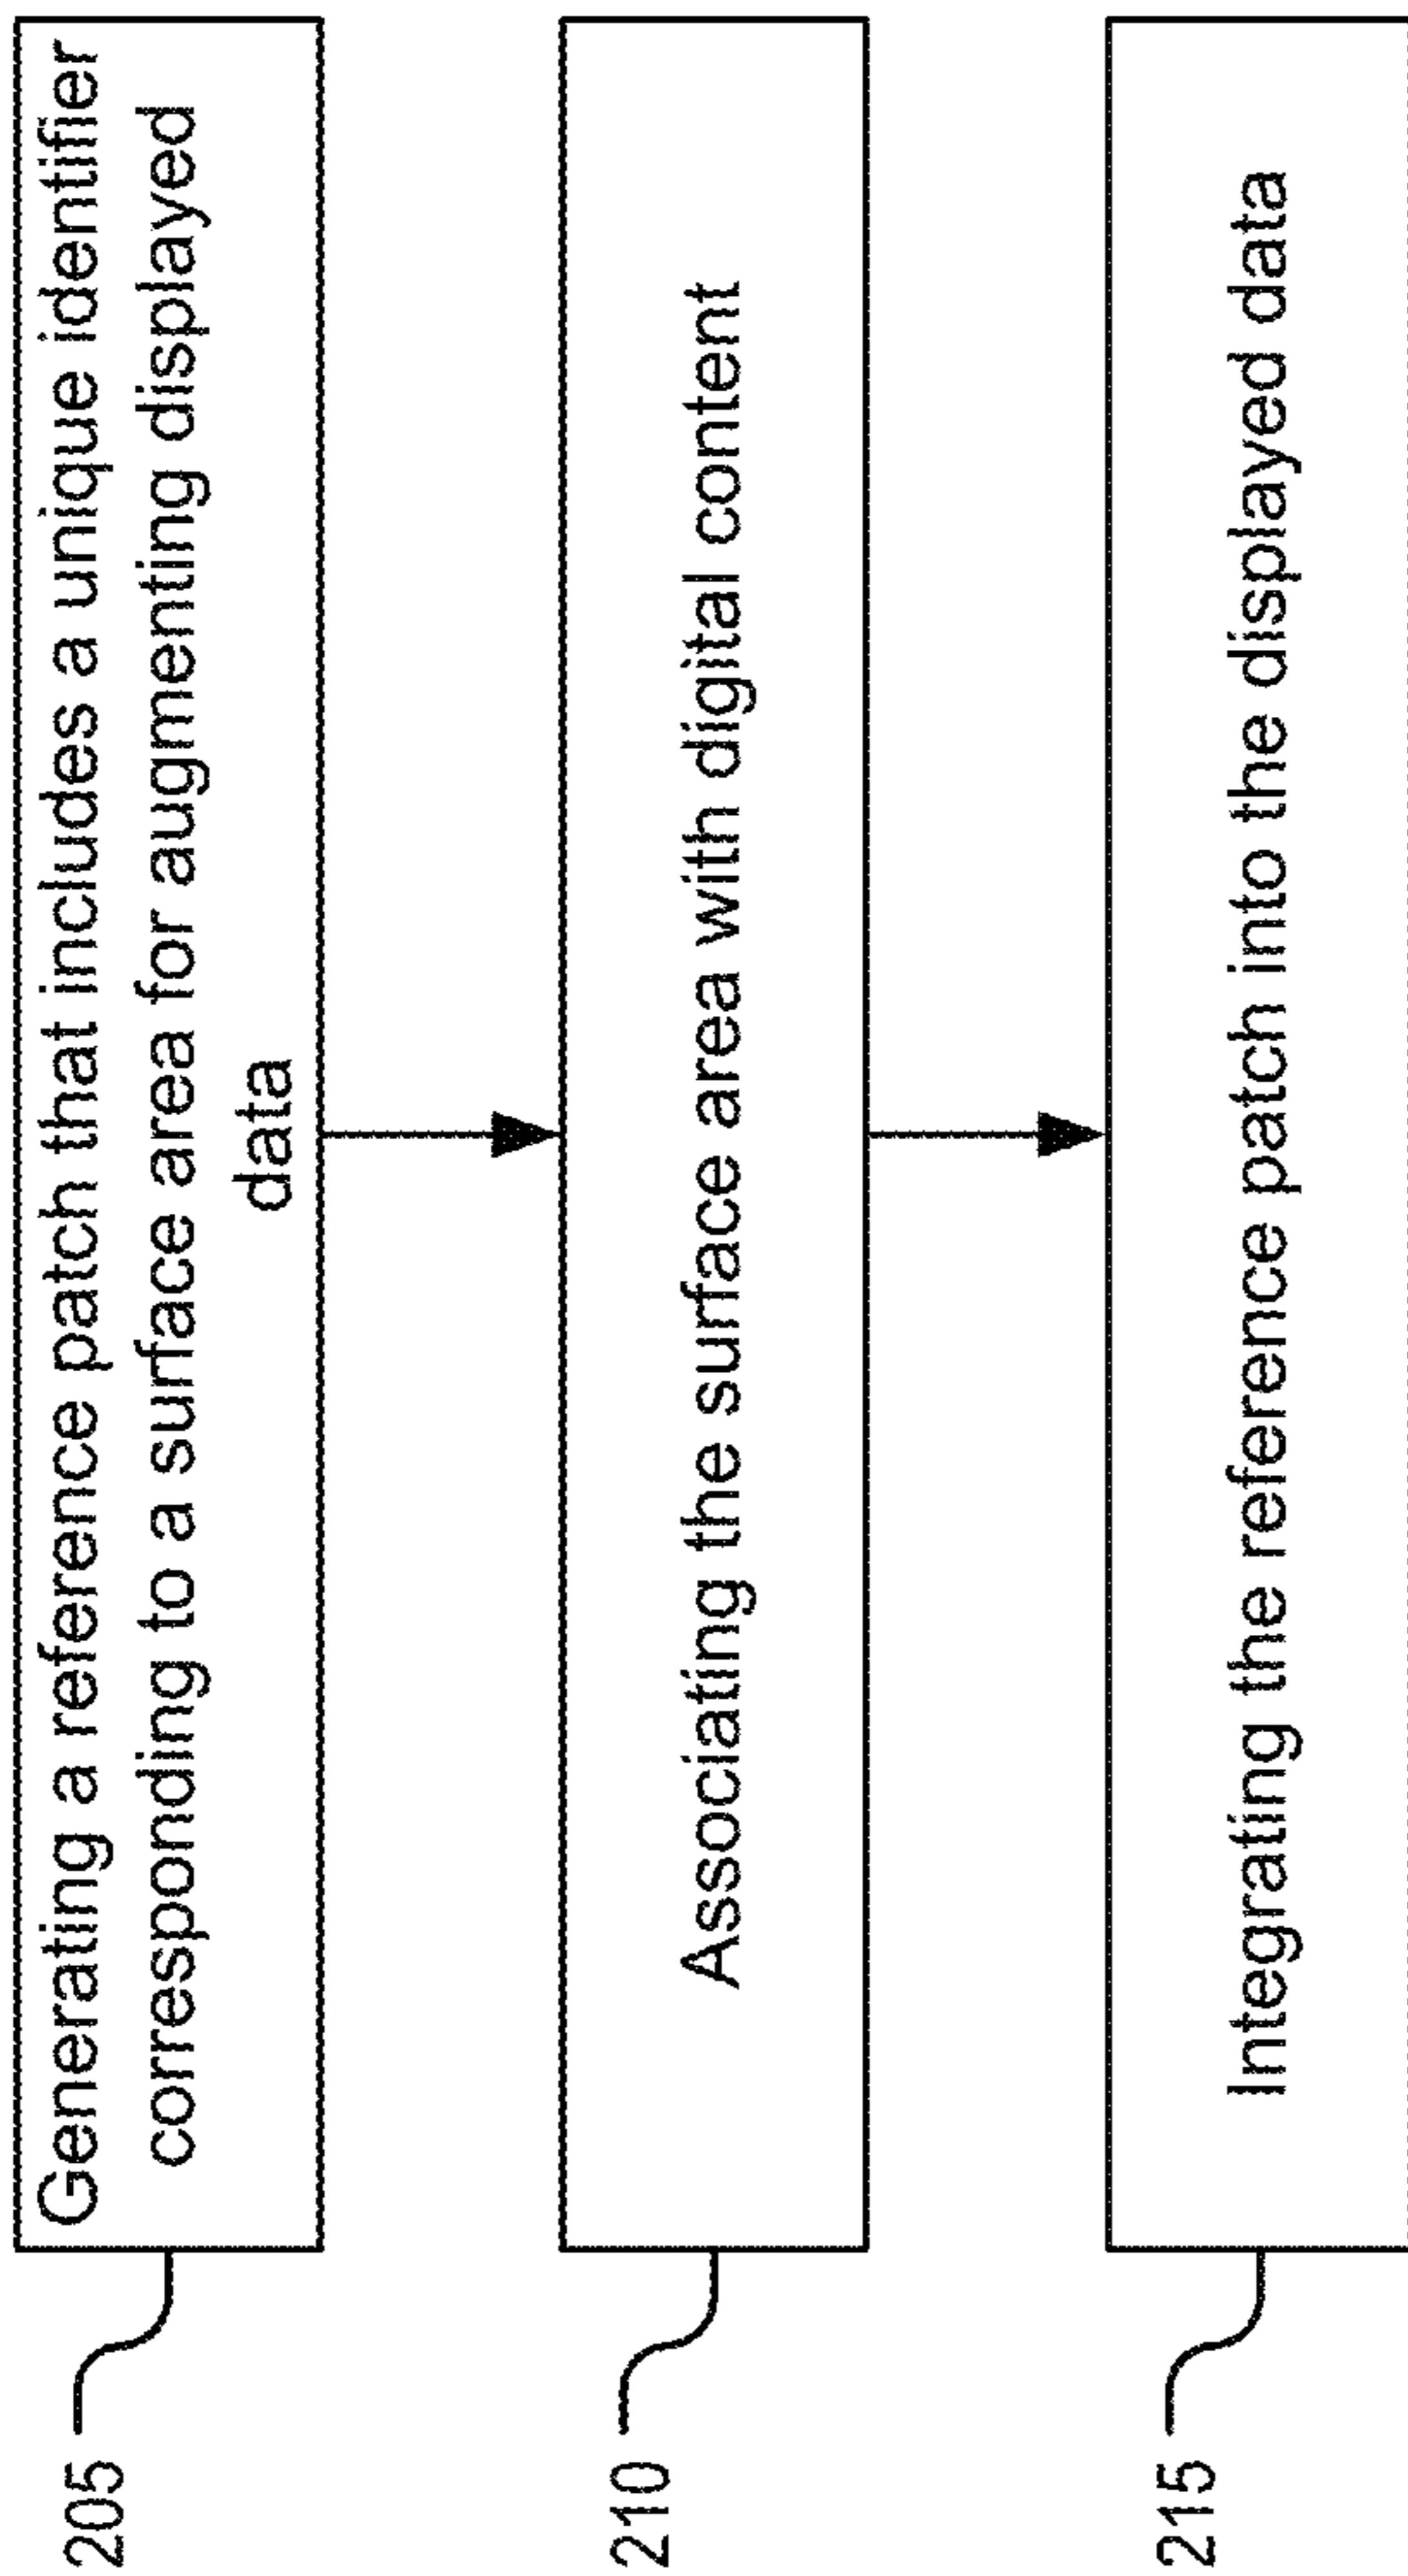 205
Generating a reference patch that includes a unique identifier
corresponding to a surface area for augmenting displayed
data
210
Associating the surface area with digital content
215
Integrating the reference patch into the displayed data